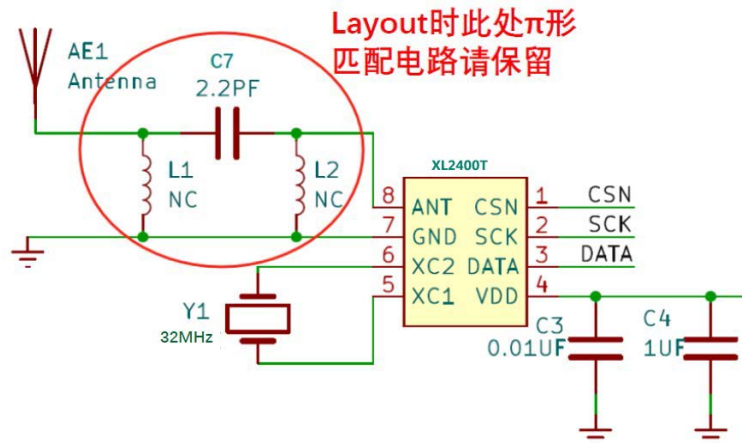 Layout时此处π形
匹配电路请保留
AE1
Antenna
C7
2.2PF
L1
NC
L2
NC
XL2400T
8
ANT
CSN
1
CSN
7
GND
SCK
2
SCK
6
XC2
DATA
3
DATA
5
XC1
VDD
4
Y1
32MHz
C3
0.01UF
C4
1UF